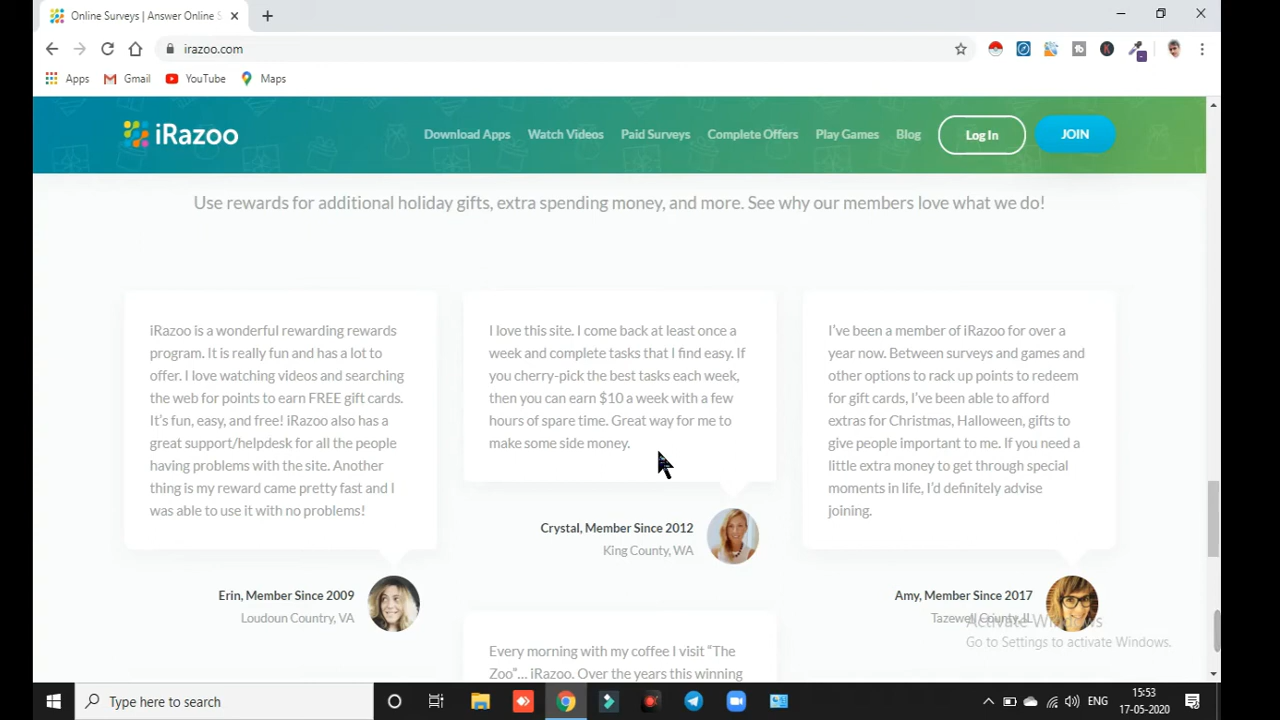 Online Surveys | Answer Online S
irazoo.com
Apps
Gmail
YouTube
Maps
iRazoo
Download Apps
Watch Videos
Paid Surveys
Complete Offers
Play Games
Blog
Log In
JOIN
Use rewards for additional holiday gifts, extra spending money, and more. See why our members love what we do!
iRazoo is a wonderful rewarding rewards
program. It is really fun and has a lot to
offer. I love watching videos and searching
the web for points to earn FREE gift cards.
It's fun, easy, and free! iRazoo also has a
great support/helpdesk for all the people
having problems with the site. Another
thing is my reward came pretty fast and I
was able to use it with no problems!
Erin, Member Since 2009
Loudoun Country, VA
I love this site. I come back at least once a
week and complete tasks that I find easy. If
you cherry-pick the best tasks each week,
then you can earn $10 a week with a few
hours of spare time. Great way for me to
make some side money.
Crystal, Member Since 2012
King County, WA
I've been a member of iRazoo for over a
year now. Between surveys and games and
other options to rack up points to redeem
for gift cards, I've been able to afford
extras for Christmas, Halloween, gifts to
give people important to me. If you need a
little extra money to get through special
moments in life, I'd definitely advise
joining.
Amy, Member Since 2017
Tazewell County, IL
Every morning with my coffee I visit “The
Zoo”... iRazoo. Over the years this winning
Activate Windows
Go to Settings to activate Windows.
Type here to search
ENG
15:53
17-05-2020